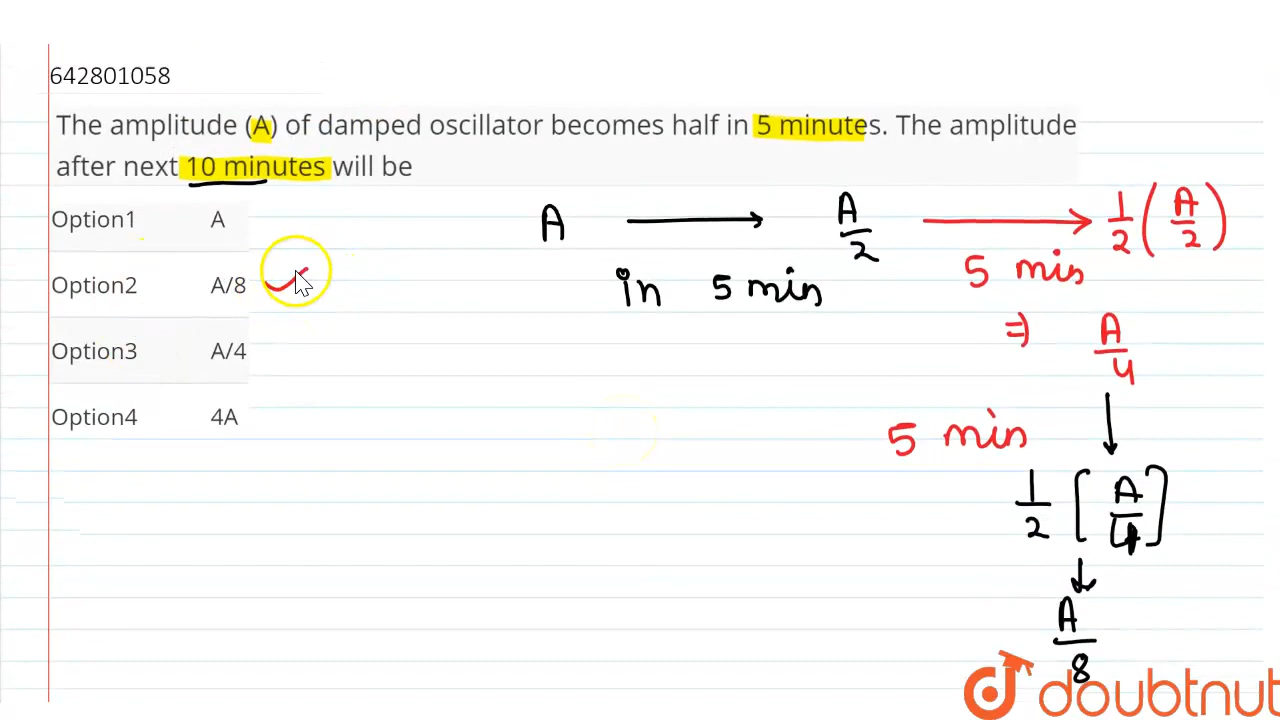 642801058
The amplitude (A) of damped oscillator becomes half in 5 minutes. The amplitude
after next 10 minutes will be
Option1 A
Option2 A/8
Option3 A/4
Option4 4A
A → A/2 → 1/2 (A/2)
in 5 min
5 min
⇒ A/4
↓
5 min
1/2 [A/4]
↓
A/8
doubtnut